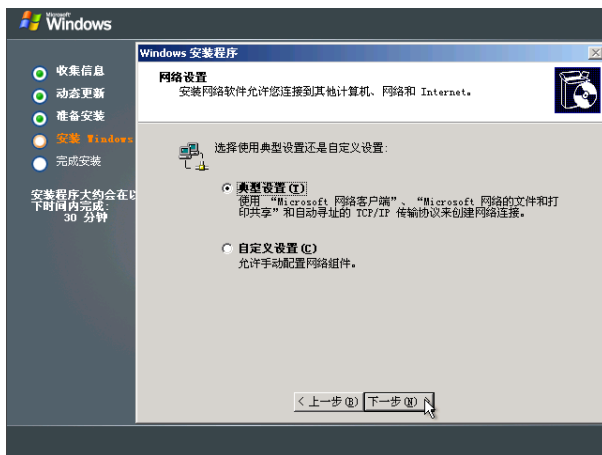 Microsoft
Windows
Windows 安装程序
收集信息
动态更新
准备安装
安装 Windows
完成安装
安装程序大约会在以
下时间内完成:
30 分钟
网络设置
安装网络软件允许您连接到其他计算机、网络和 Internet。
选择使用典型设置还是自定义设置:
典型设置(T)
使用 “Microsoft 网络客户端”、“Microsoft 网络的文件和打
印共享”和自动寻址的 TCP/IP 传输协议来创建网络连接。
自定义设置(C)
允许手动配置网络组件。
< 上一步(B)
下一步(N) >